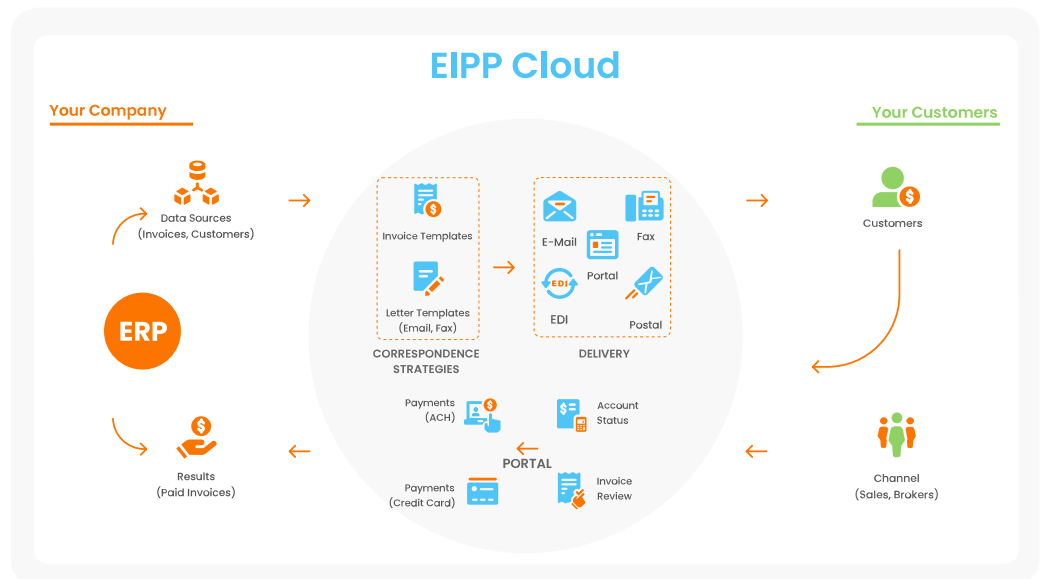 EIPP Cloud
Your Company
Your Customers
Data Sources
(Invoices, Customers)
Invoice Templates
Letter Templates
(Email, Fax)
CORRESPONDENCE
STRATEGIES
E-Mail
Fax
Portal
EDI
EDI
Postal
DELIVERY
Customers
ERP
Payments
(ACH)
Account
Status
PORTAL
Payments
(Credit Card)
Invoice
Review
Results
(Paid Invoices)
Channel
(Sales, Brokers)